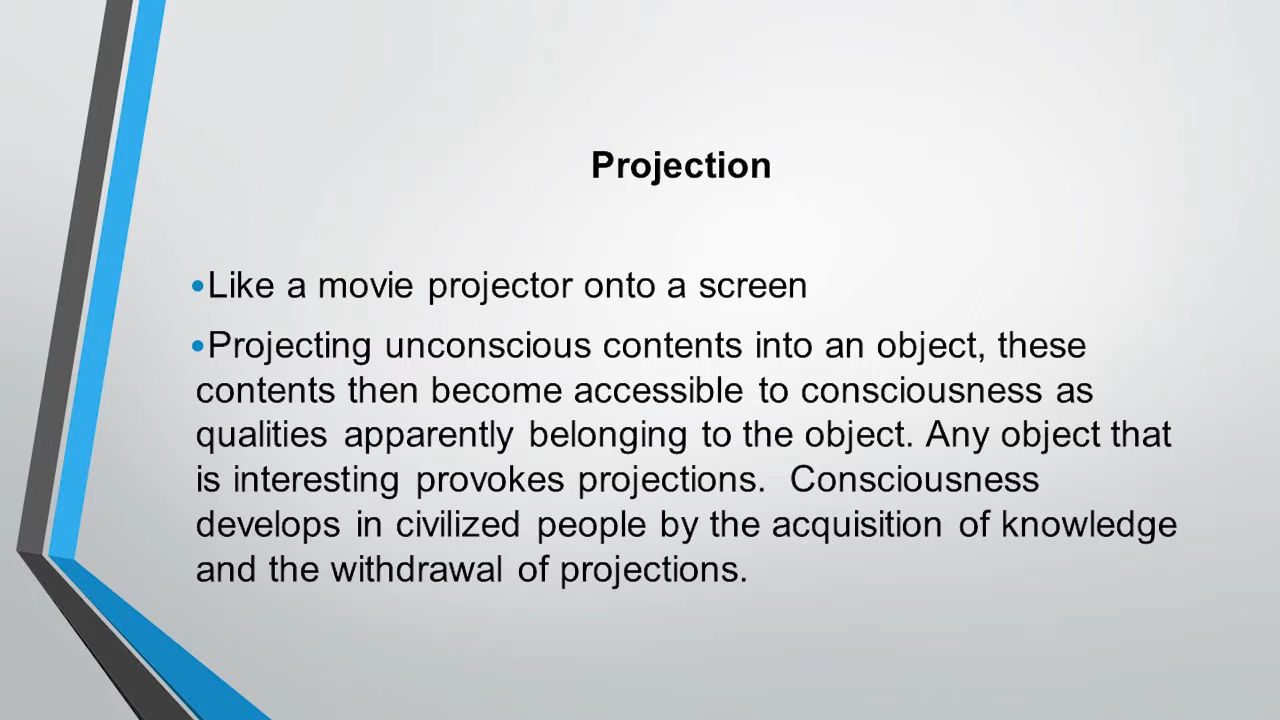 Projection
•Like a movie projector onto a screen
•Projecting unconscious contents into an object, these
contents then become accessible to consciousness as
qualities apparently belonging to the object. Any object that
is interesting provokes projections.  Consciousness
develops in civilized people by the acquisition of knowledge
and the withdrawal of projections.